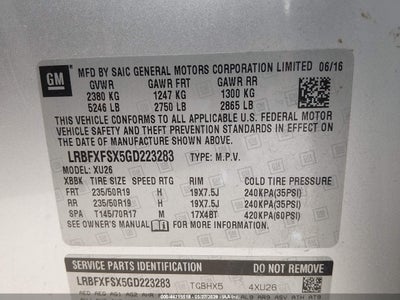 GM
MFD BY SAIC GENERAL MOTORS CORPORATION LIMITED 06/16
GVWR GAWR FRT GAWR RR
2380 KG 1247 KG 1300 KG
5246 LB 2750 LB 2865 LB
THIS VEHICLE CONFORMS TO ALL APPLICABLE U.S. FEDERAL MOTOR
VEHICLE SAFETY AND THEFT PREVENTION STANDARDS IN EFFECT
ON THE DATE OF MANUFACTURE SHOWN ABOVE.
LRBFXFSX5GD223283 TYPE: M.P.V.
MODEL: XU26
XBBK TIRE SIZE SPEED RTG RIM COLD TIRE PRESSURE
FRT 235/50R19 H 19X7.5J 240KPA(35PSI)
RR 235/50R19 H 19X7.5J 240KPA(35PSI)
SPA T145/70R17 M 17X4BT 420KPA(60PSI)
SEE OWNER'S MANUAL FOR ADDITIONAL INFORMATION.
SERVICE PARTS IDENTIFICATION
LRBFXFSX5GD223283 TGBHX5 4XU26